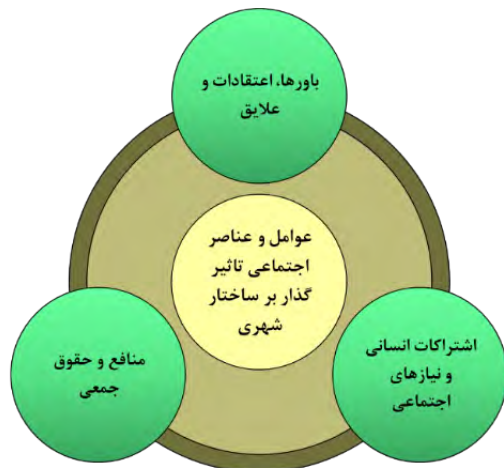 باورها، اعتقادات و
علایق
عوامل و عناصر
اجتماعی تاثیر
گذار بر ساختار
شهری
اشتراکات انسانی
و نیازهای
اجتماعی
منافع و حقوق
جمعی